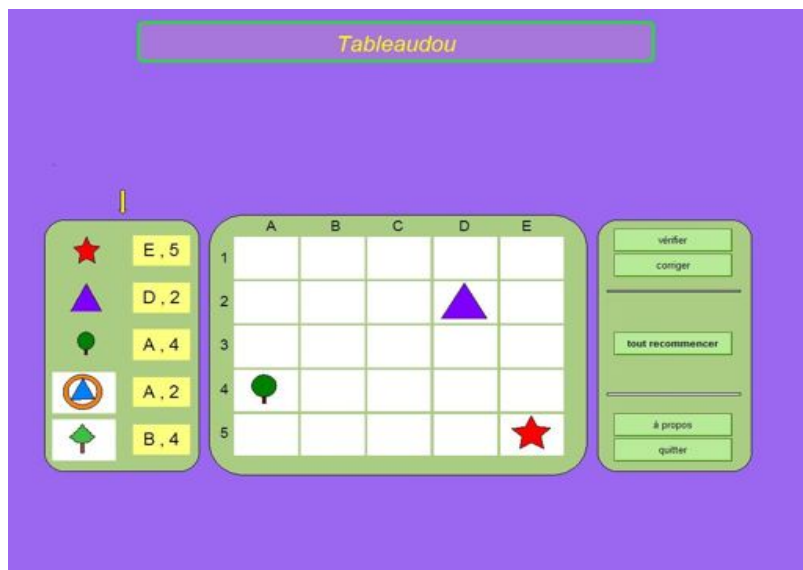 Tableaudou
E , 5
D , 2
A , 4
A , 2
B , 4
A B C D E
1
2
3
4
5
vérifier
corriger
tout recommencer
à propos
quitter